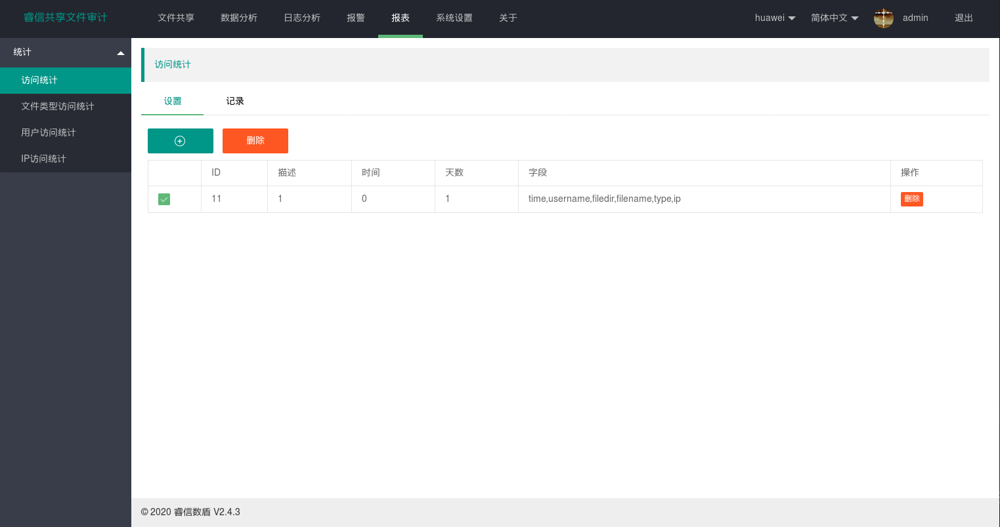 睿信共享文件审计 文件共享 数据分析 日志分析 报警 报表 系统设置 关于 huawei 简体中文 admin 退出
统计
访问统计
文件类型访问统计
用户访问统计
IP访问统计
访问统计
设置 记录
删除
ID 描述 时间 天数 字段 操作
11 1 0 1 time,username,filedir,filename,type,ip 删除
© 2020 睿信数盾 V2.4.3